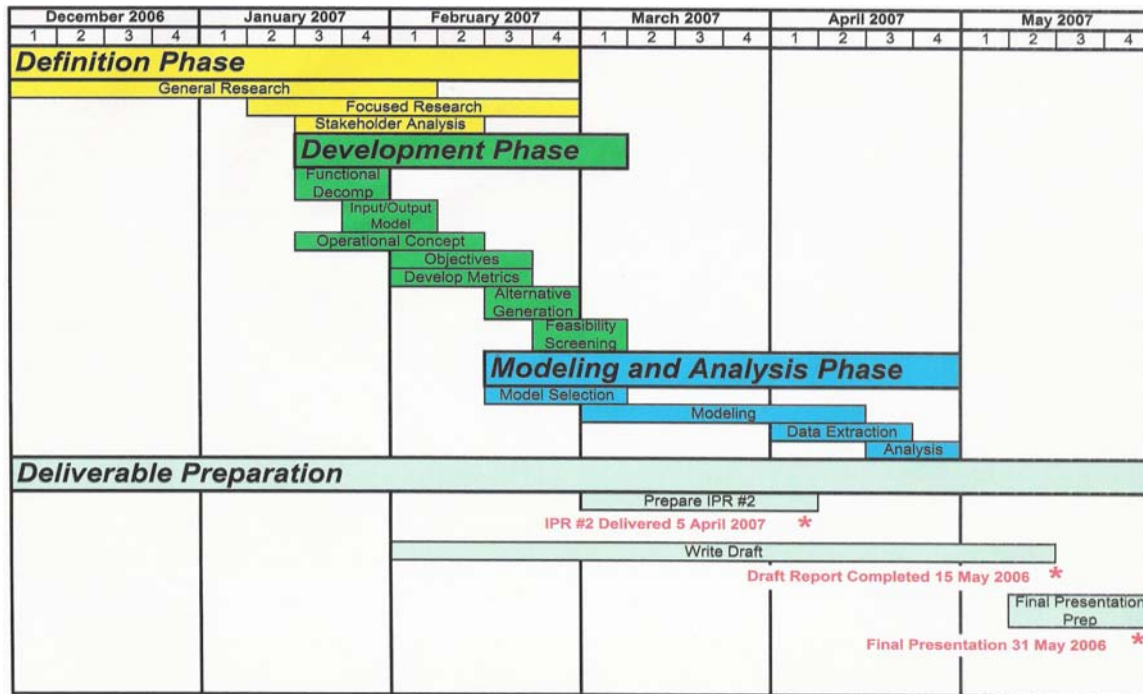 December 2006 January 2007 February 2007 March 2007 April 2007 May 2007
1 2 3 4 1 2 3 4 1 2 3 4 1 2 3 4 1 2 3 4 1 2 3 4
Definition Phase
General Research
Focused Research
Stakeholder Analysis
Development Phase
Functional
Decomp
Input/Output
Model
Operational Concept
Objectives
Develop Metrics
Alternative
Generation
Feasibility
Screening
Modeling and Analysis Phase
Model Selection
Modeling
Data Extraction
Analysis
Deliverable Preparation
Prepare IPR #2
IPR #2 Delivered 5 April 2007 *
Write Draft
Draft Report Completed 15 May 2006 *
Final Presentation
Prep
Final Presentation 31 May 2006 *